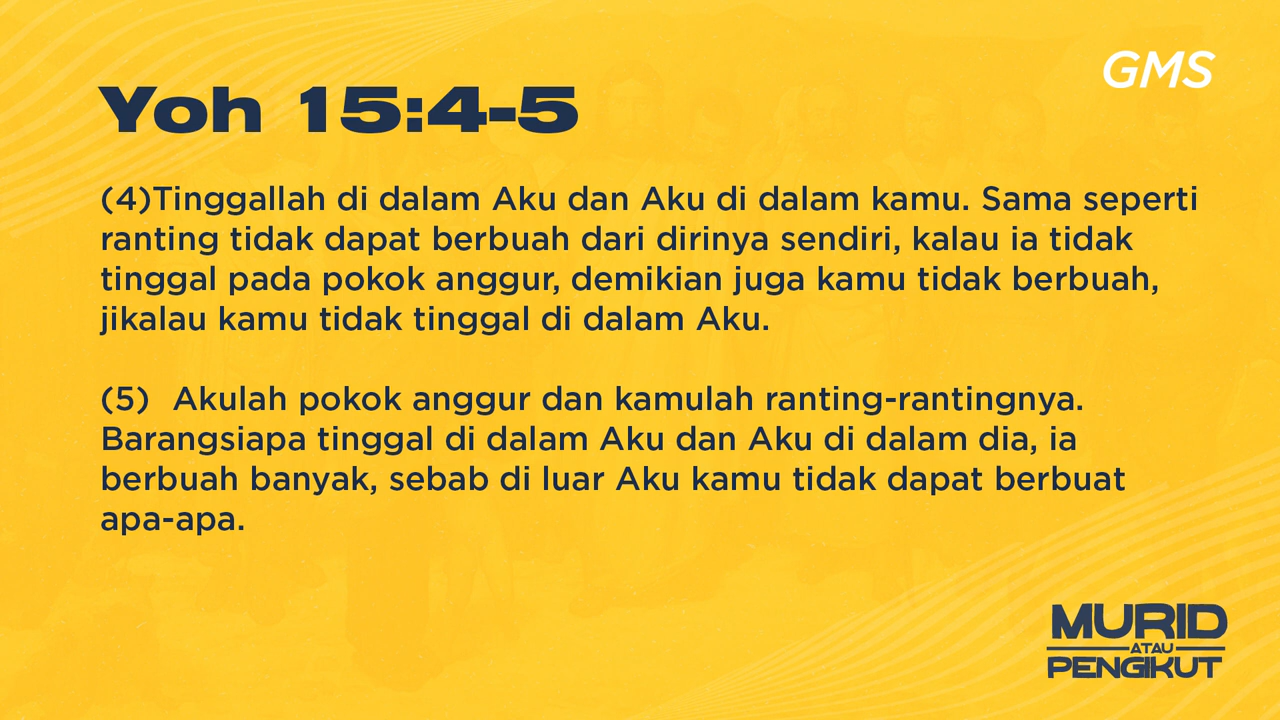 GMS
Yoh 15:4-5
(4)Tinggallah di dalam Aku dan Aku di dalam kamu. Sama seperti
ranting tidak dapat berbuah dari dirinya sendiri, kalau ia tidak
tinggal pada pokok anggur, demikian juga kamu tidak berbuah,
jikalau kamu tidak tinggal di dalam Aku.
(5) Akulah pokok anggur dan kamulah ranting-rantingnya.
Barangsiapa tinggal di dalam Aku dan Aku di dalam dia, ia
berbuah banyak, sebab di luar Aku kamu tidak dapat berbuat
apa-apa.
MURID
ATAU
PENGIKUT